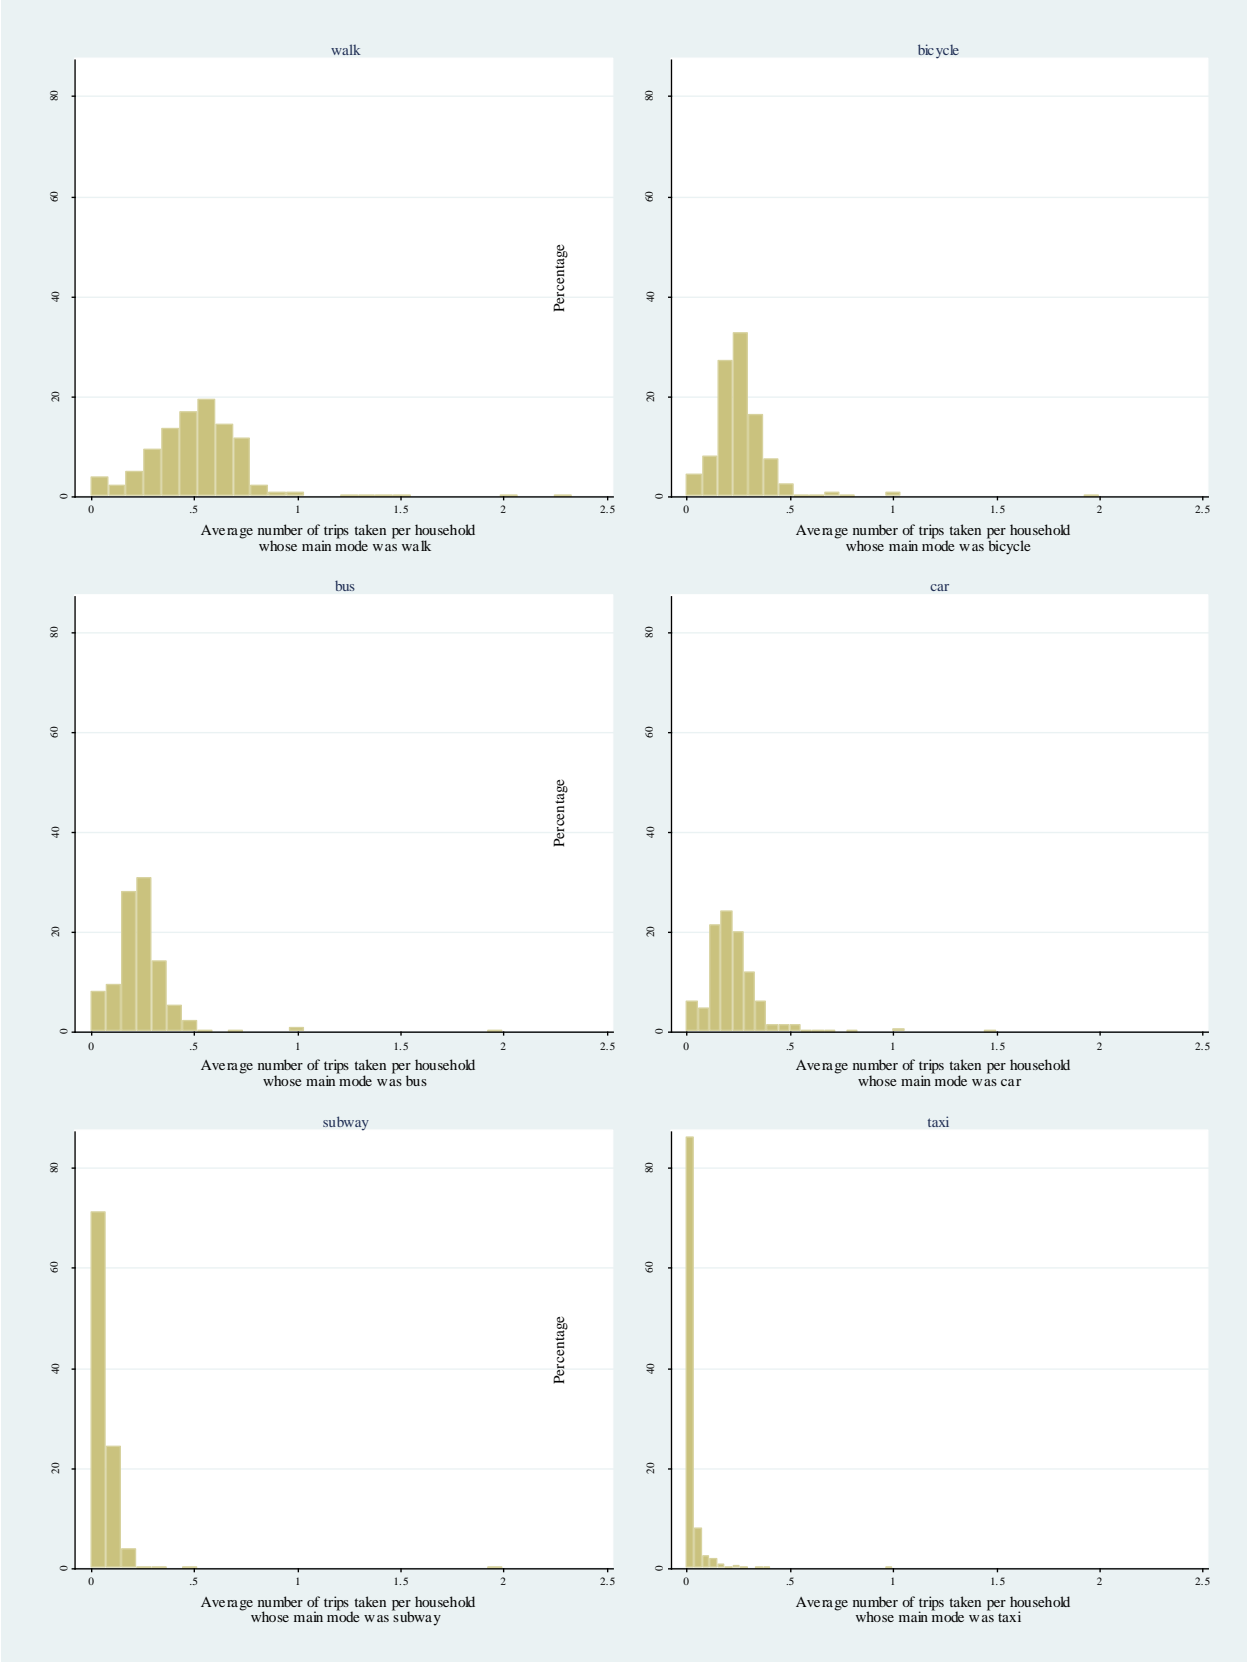 walk
80
60
40
20
0
Percentage
0 .5 1 1.5 2 2.5
Average number of trips taken per household
whose main mode was walk
bicycle
80
60
40
20
0
0 .5 1 1.5 2 2.5
Average number of trips taken per household
whose main mode was bicycle
bus
80
60
40
20
0
Percentage
0 .5 1 1.5 2 2.5
Average number of trips taken per household
whose main mode was bus
car
80
60
40
20
0
0 .5 1 1.5 2 2.5
Average number of trips taken per household
whose main mode was car
subway
80
60
40
20
0
Percentage
0 .5 1 1.5 2 2.5
Average number of trips taken per household
whose main mode was subway
taxi
80
60
40
20
0
0 .5 1 1.5 2 2.5
Average number of trips taken per household
whose main mode was taxi